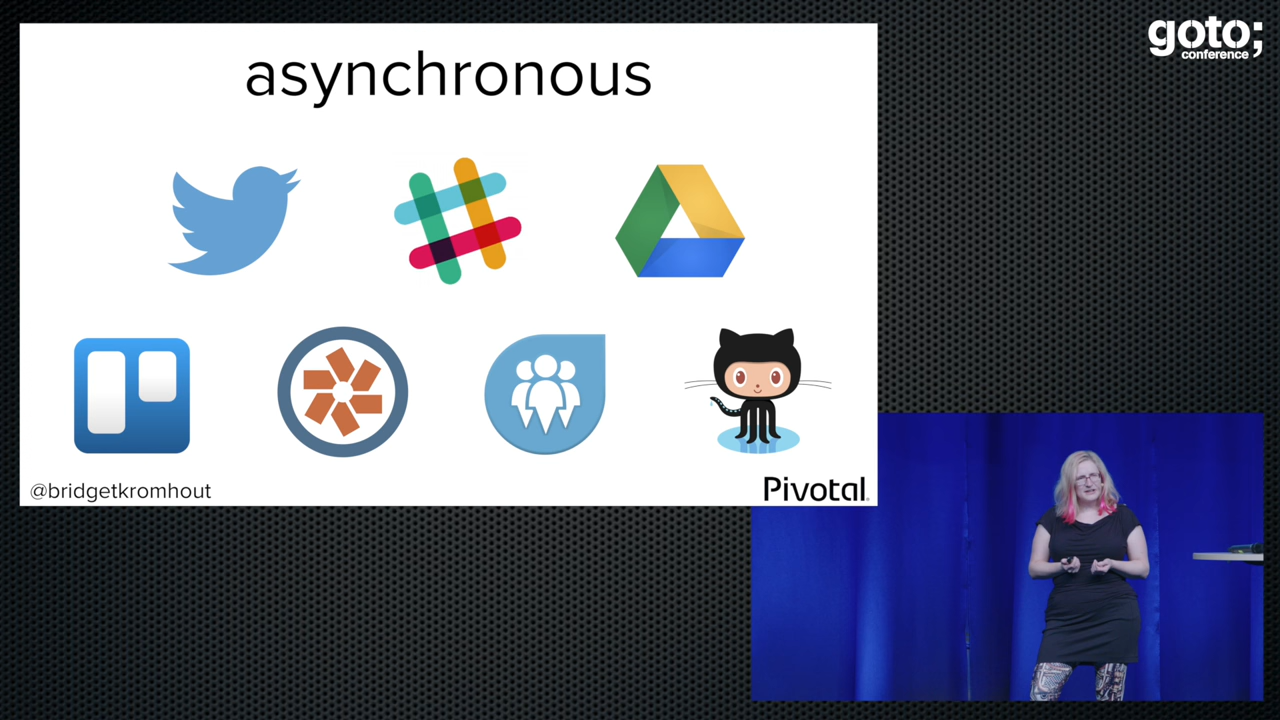 asynchronous
@bridgetkromhout
Pivotal
goto;
conference